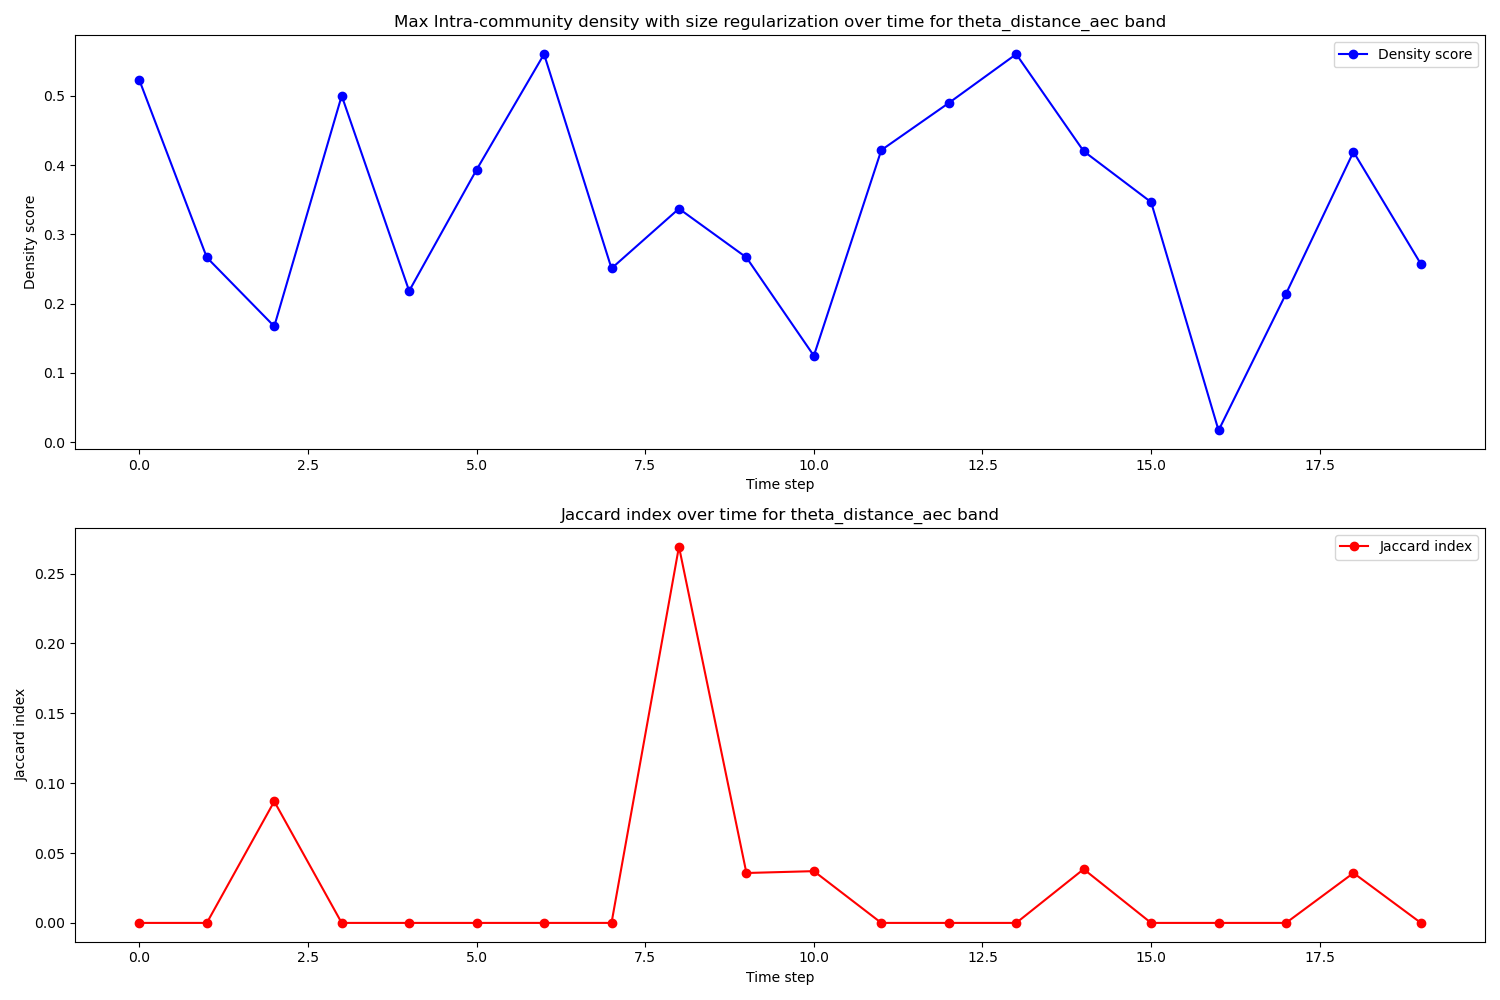 Max Intra-community density with size regularization over time for theta_distance_aec band
Density score
0.5
0.4
0.3
0.2
0.1
0.0
Density score
0.0 2.5 5.0 7.5 10.0 12.5 15.0 17.5
Time step
Jaccard index over time for theta_distance_aec band
Jaccard index
0.25
0.20
0.15
0.10
0.05
0.00
Jaccard index
0.0 2.5 5.0 7.5 10.0 12.5 15.0 17.5
Time step